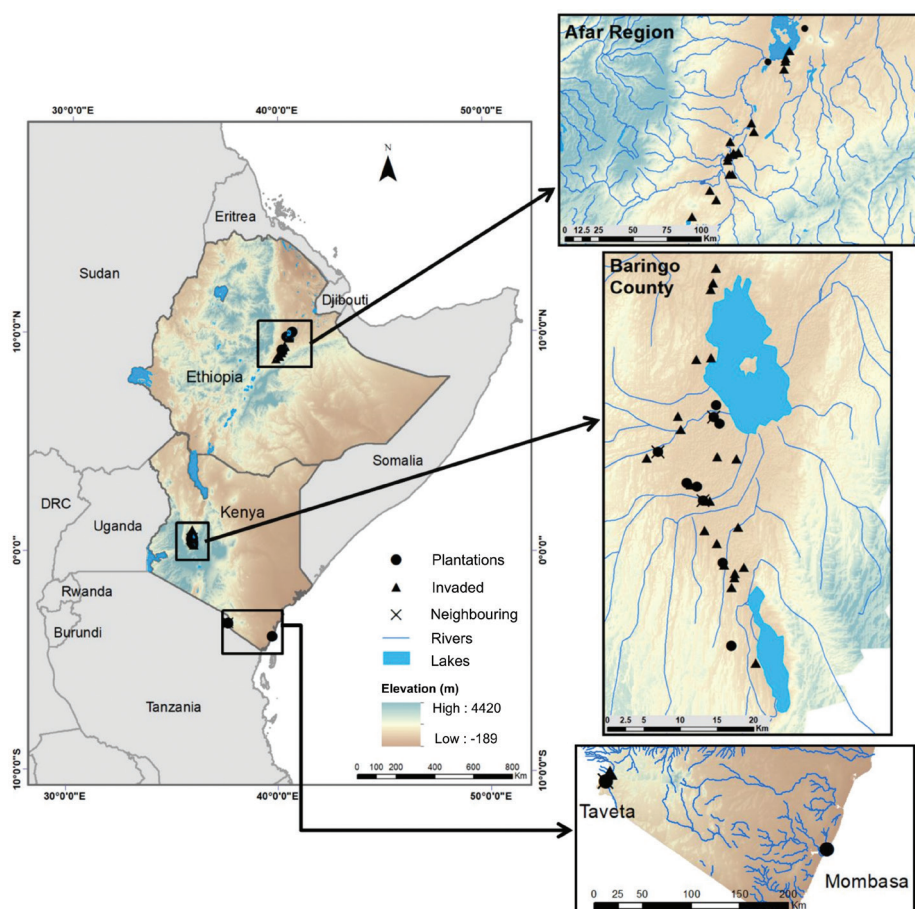 30°0'0"E
40°0'0"E
50°0'0"E
N
Eritrea
Sudan
Djibouti
10°0'0"N
10°0'0"N
Ethiopia
Somalia
DRC
Uganda
Kenya
0°0'0"
0°0'0"
Rwanda
Burundi
Tanzania
Plantations
Invaded
Neighbouring
Rivers
Lakes
Elevation (m)
High : 4420
Low : -189
0 100 200 400 600 800
Km
10°0'0"S
10°0'0"S
30°0'0"E
40°0'0"E
50°0'0"E
Afar Region
0 12.5 25 50 75 100
Km
Baringo
County
0 2.5 5 10 15 20
Km
Taveta
Mombasa
0 25 50 100 150 200
Km